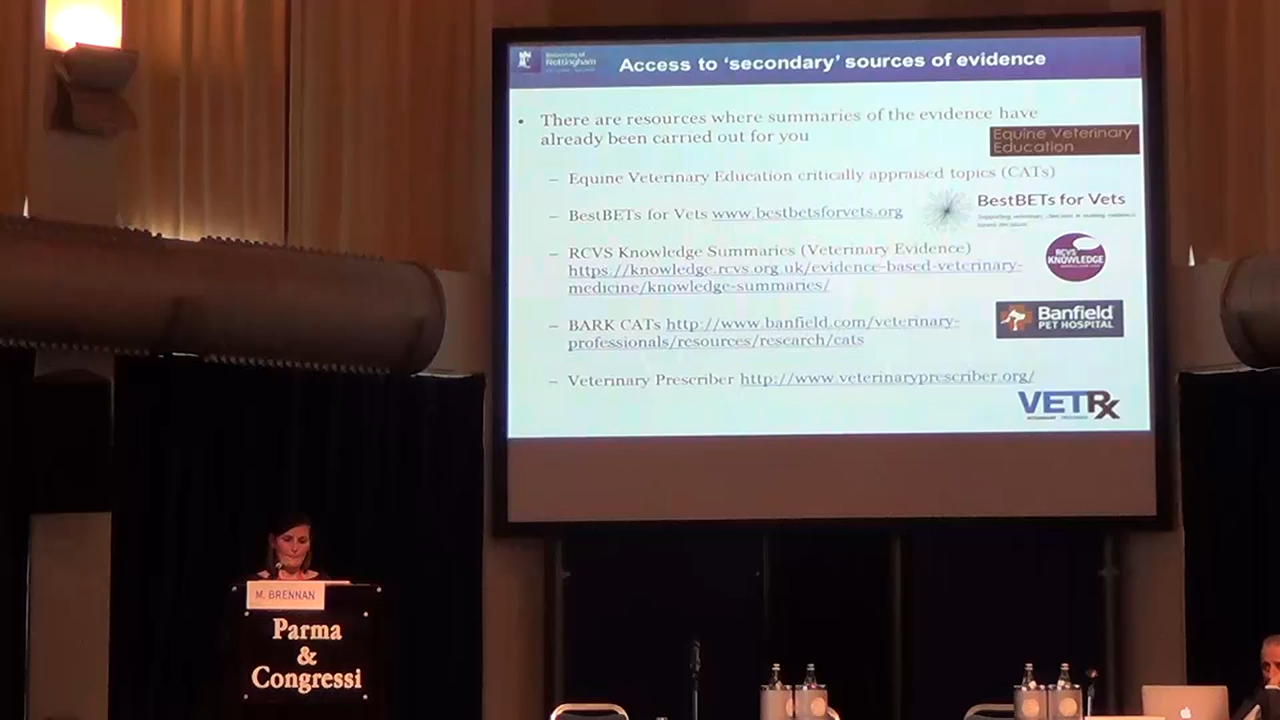 University of
Nottingham
Access to ‘secondary’ sources of evidence
• There are resources where summaries of the evidence have
already been carried out for you
Equine Veterinary
Education
– Equine Veterinary Education critically appraised topics (CATs)
– BestBETs for Vets www.bestbetsforvets.org
BestBETs for Vets
– RCVS Knowledge Summaries (Veterinary Evidence)
https://knowledge.rcvs.org.uk/evidence-based-veterinary-
medicine/knowledge-summaries/
RCVS
KNOWLEDGE
– BARK CATs http://www.banfield.com/veterinary-
professionals/resources/research/cats
Banfield
PET HOSPITAL
– Veterinary Prescriber http://www.veterinaryprescriber.org/
VETRx
M. BRENNAN
Parma
&
Congressi